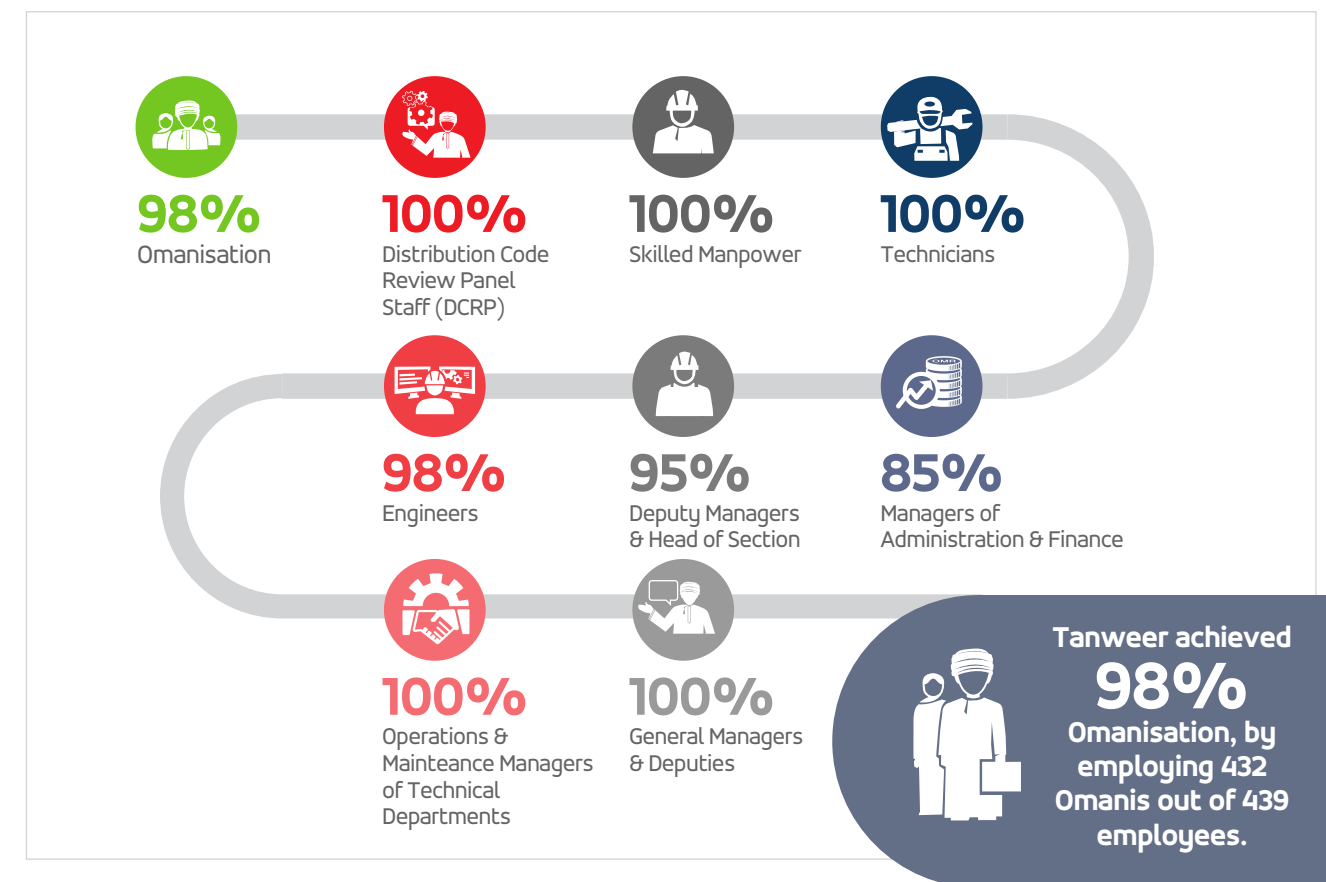 98%
Omanisation
100%
Distribution Code
Review Panel
Staff (DCRP)
100%
Skilled Manpower
100%
Technicians
98%
Engineers
95%
Deputy Managers
& Head of Section
OMR
85%
Managers of
Administration & Finance
100%
Operations &
Mainteance Managers
of Technical
Departments
100%
General Managers
& Deputies
Tanweer achieved
98%
Omanisation, by
employing 432
Omanis out of 439
employees.